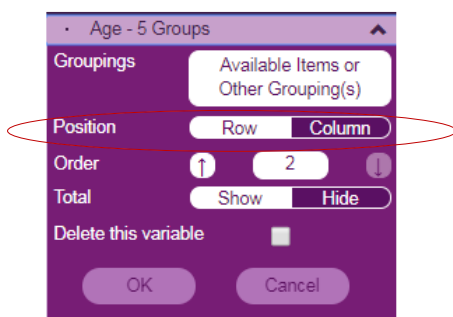 · Age - 5 Groups
Groupings
Available Items or
Other Grouping(s)
Position Row Column
Order ↑ 2 ↓
Total Show Hide
Delete this variable
OK Cancel